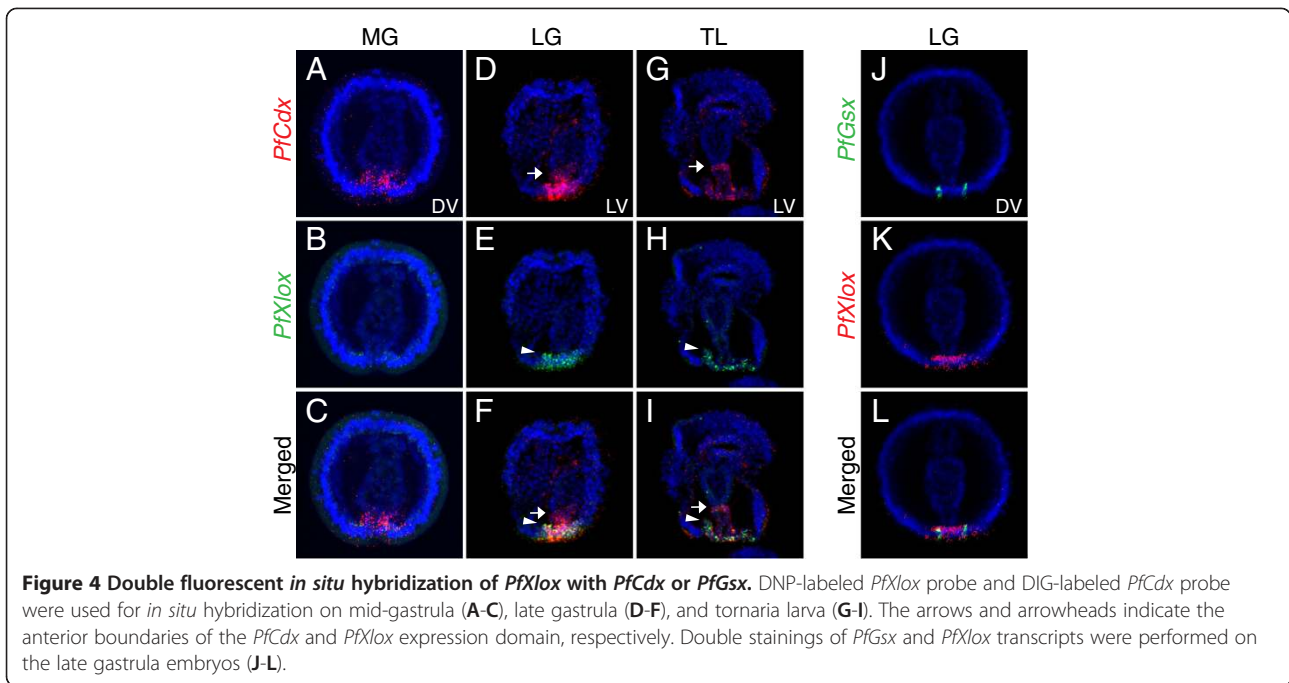 MG LG TL LG
A D G J
PfCdx PfGsx
DV LV LV DV
B E H K
PfXlox PfXlox
C F I L
Merged Merged
Figure 4 Double fluorescent in situ hybridization of PfXlox with PfCdx or PfGsx. DNP-labeled PfXlox probe and DIG-labeled PfCdx probe
were used for in situ hybridization on mid-gastrula (A-C), late gastrula (D-F), and tornaria larva (G-I). The arrows and arrowheads indicate the
anterior boundaries of the PfCdx and PfXlox expression domain, respectively. Double stainings of PfGsx and PfXlox transcripts were performed on
the late gastrula embryos (J-L).